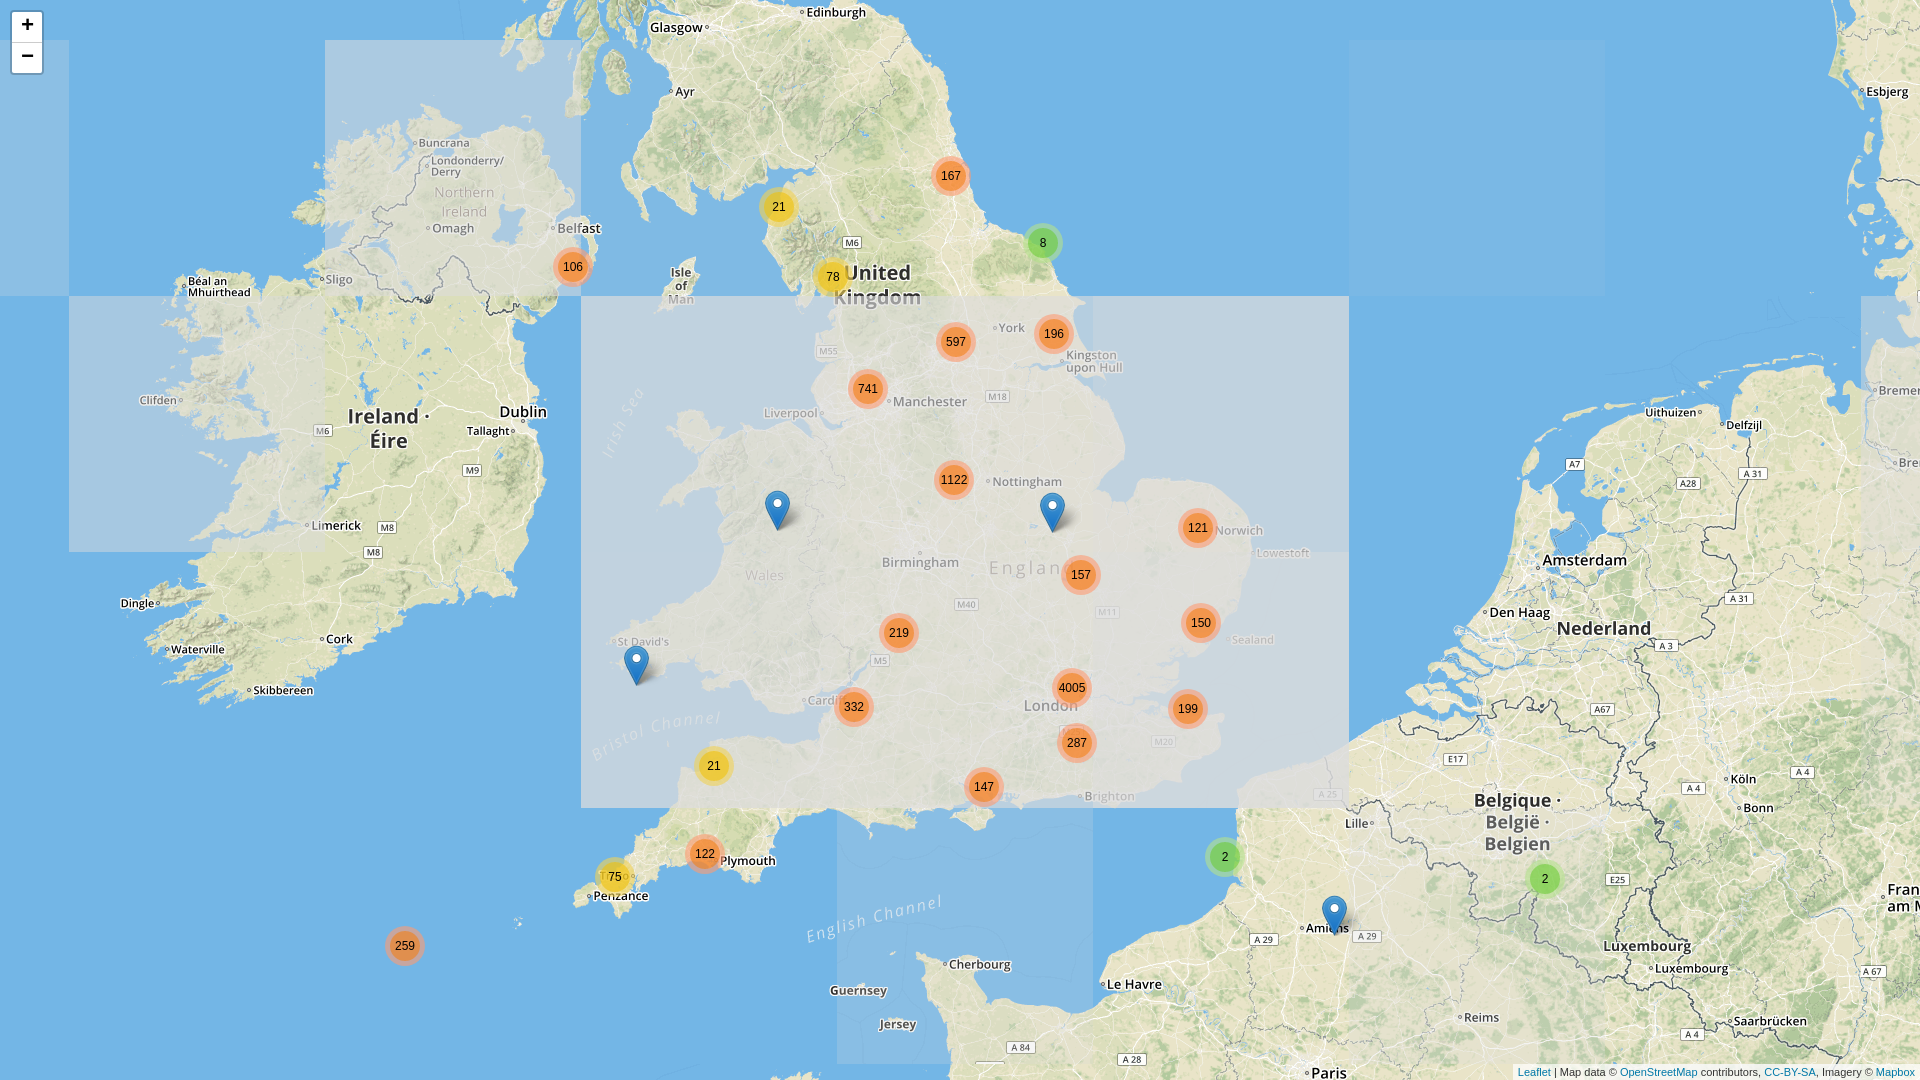 +
−
Glasgow
Edinburgh
Ayr
Esbjerg
Buncrana
Londonderry/
Derry
Northern
Ireland
Omagh
Belfast
167
21
8
M6
106
78
United
Kingdom
Isle
of
Man
Sligo
Béal an
Mhuirthead
York
196
597
M55
Kingston
upon Hull
741
Manchester
M18
Liverpool
Irish Sea
Clifden
Ireland ·
Éire
Dublin
Tallaght
M6
M9
Bremer
Uithuizen
Delfzijl
Bre
A7
A 31
A28
1122
Nottingham
121
Norwich
Lowestoft
Limerick
M8
M8
Birmingham
Wales
Englan
157
Amsterdam
Dingle
M40
M11
A 31
Den Haag
Nederland
219
150
Sealand
St David's
Cork
Waterville
M5
A 3
Skibbereen
4005
London
Cardiff
332
199
A67
Bristol Channel
287
M20
E17
21
147
Brighton
A 25
Köln
A 4
A 4
Bonn
Belgique ·
België ·
Belgien
Lille
122
Plymouth
2
75
Penzance
2
E25
Fran
am M
English Channel
Amiens
A 29
A 29
259
Luxembourg
Luxembourg
A 67
Cherbourg
Le Havre
Guernsey
Jersey
Reims
Saarbrücken
A 4
A 84
A 28
Paris
Leaflet | Map data © OpenStreetMap contributors, CC-BY-SA, Imagery © Mapbox